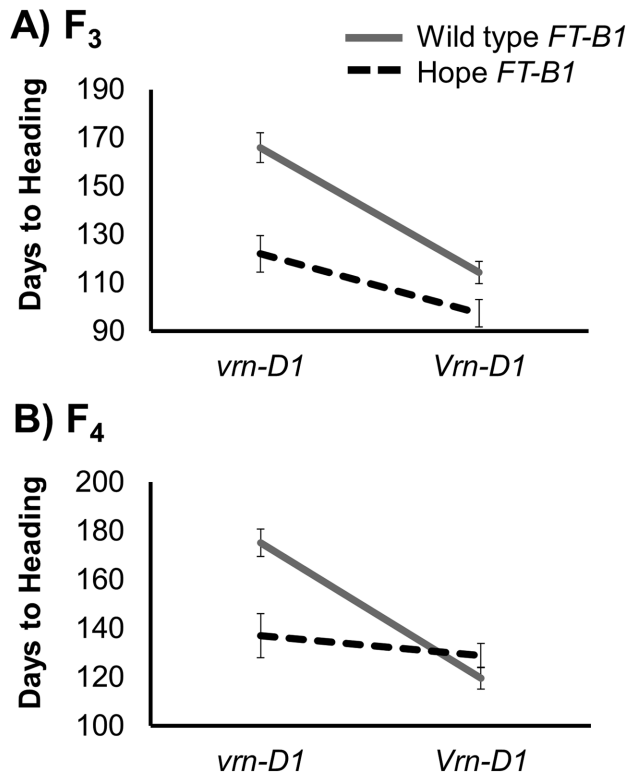 A) F3
Wild type FT-B1
Hope FT-B1
Days to Heading
190
170
150
130
110
90
vrn-D1 Vrn-D1
B) F4
Days to Heading
200
180
160
140
120
100
vrn-D1 Vrn-D1